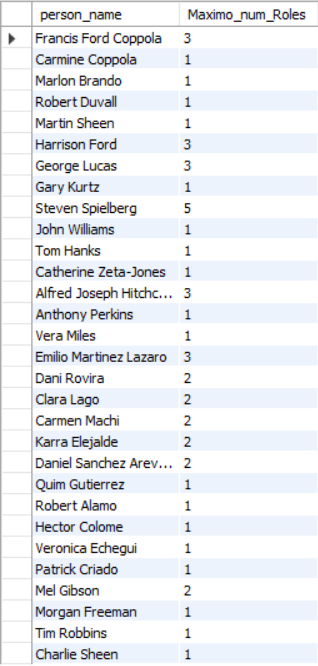 person_name Maximo_num_Roles
Francis Ford Coppola 3
Carmine Coppola 1
Marlon Brando 1
Robert Duvall 1
Martin Sheen 1
Harrison Ford 3
George Lucas 3
Gary Kurtz 1
Steven Spielberg 5
John Williams 1
Tom Hanks 1
Catherine Zeta-Jones 1
Alfred Joseph Hitchc... 3
Anthony Perkins 1
Vera Miles 1
Emilio Martinez Lazaro 3
Dani Rovira 2
Clara Lago 2
Carmen Machi 2
Karra Elejalde 2
Daniel Sanchez Arev... 2
Quim Gutierrez 1
Robert Alamo 1
Hector Colome 1
Veronica Echegui 1
Patrick Criado 1
Mel Gibson 2
Morgan Freeman 1
Tim Robbins 1
Charlie Sheen 1